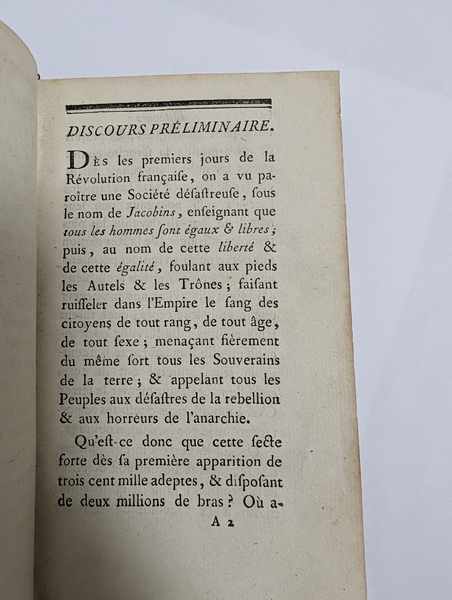 DISCOURS PRÉLIMINAIRE.
Dès les premiers jours de la
Révolution françaiſe, on a vu pa-
roître une Société déſaſtreuſe, ſous
le nom de Jacobins, enſeignant que
tous les hommes ſont égaux & libres;
puis, au nom de cette liberté &
de cette égalité, foulant aux pieds
les Autels & les Trônes; faiſant
ruiſſeler dans l'Empire le ſang des
citoyens de tout rang, de tout âge,
de tout ſexe; menaçant fièrement
du même ſort tous les Souverains
de la terre; & appelant tous les
Peuples aux déſaſtres de la rebellion
& aux horreurs de l'anarchie.
Qu'eſt-ce donc que cette ſecte
forte dès ſa première apparition de
trois cent mille adeptes, & diſpoſant
de deux millions de bras? Où a-
A 2